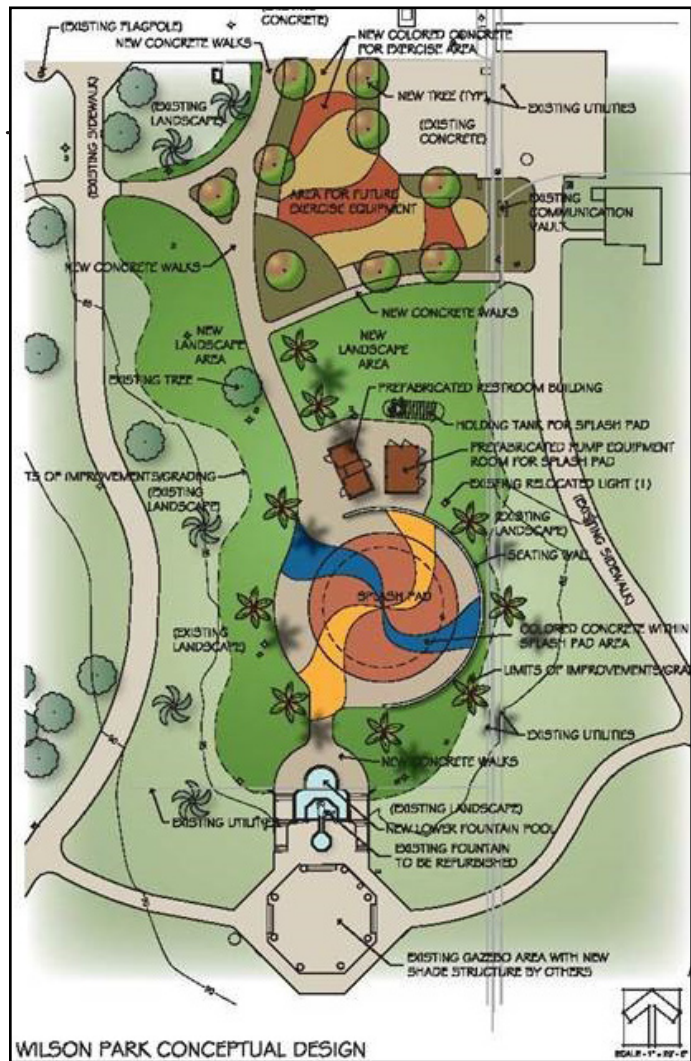 (EXISTING FLAGPOLE)
CONCRETE)
NEW CONCRETE WALKS
NEW COLORED CONCRETE
FOR EXERCISE AREA
NEW TREE (TYP)
EXISTING UTILITIES
(EXISTING
LANDSCAPE)
(EXISTING SIDEWALK)
(EXISTING
CONCRETE)
AREA FOR FUTURE
EXERCISE EQUIPMENT
EXISTING
COMMUNICATION
VAULT
NEW CONCRETE WALKS
NEW CONCRETE WALKS
NEW
LANDSCAPE
AREA
NEW
LANDSCAPE
AREA
EXISTING TREE
PREFABRICATED RESTROOM BUILDING
HOLDING TANK FOR SPLASH PAD
PREFABRICATED PUMP EQUIPMENT
ROOM FOR SPLASH PAD
TS OF IMPROVEMENTS/GRADING
(EXISTING
LANDSCAPE)
EXISTING RELOCATED LIGHT (1)
(EXISTING
LANDSCAPE)
SEATING WALL
(EXISTING SIDEWALK)
SPLASH PAD
COLORED CONCRETE WITHIN
SPLASH PAD AREA
(EXISTING
LANDSCAPE)
LIMITS OF IMPROVEMENTS/GRA
EXISTING UTILITIES
NEW CONCRETE WALKS
(EXISTING LANDSCAPE)
NEW LOWER FOUNTAIN POOL
EXISTING UTILI
EXISTING FOUNTAIN
TO BE REFURBISHED
EXISTING GAZEBO AREA WITH NEW
SHADE STRUCTURE BY OTHERS
WILSON PARK CONCEPTUAL DESIGN